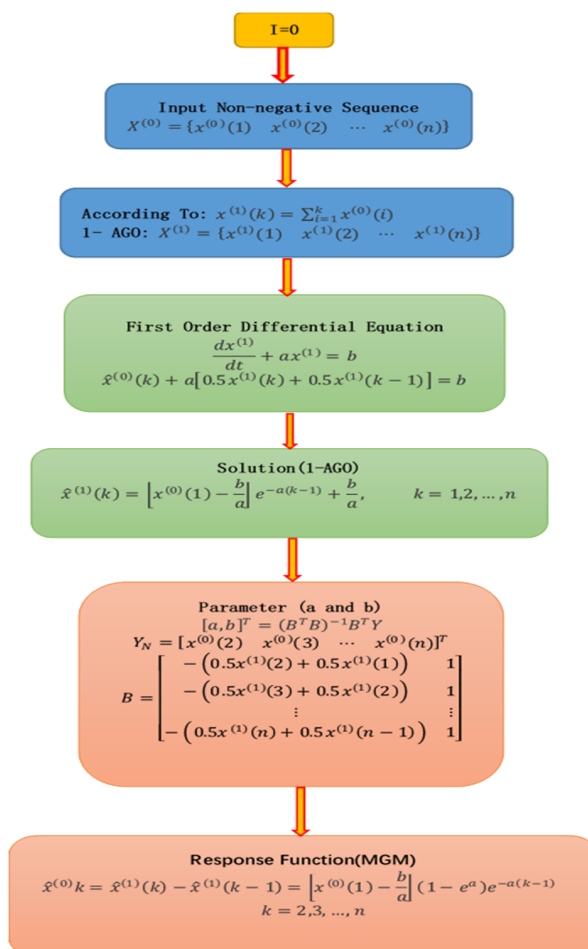 I=0
Input Non-negative Sequence
X⁽⁰⁾ = {x⁽⁰⁾(1) x⁽⁰⁾(2) ⋯ x⁽⁰⁾(n)}
According To: x⁽¹⁾(k) = ∑ᵢ₌₁ᵏ x⁽⁰⁾(i)
1- AGO: X⁽¹⁾ = {x⁽¹⁾(1) x⁽¹⁾(2) ⋯ x⁽¹⁾(n)}
First Order Differential Equation
dx⁽¹⁾/dt + ax⁽¹⁾ = b
x̂⁽⁰⁾(k) + a[0.5x⁽¹⁾(k) + 0.5x⁽¹⁾(k − 1)] = b
Solution(1-AGO)
x̂⁽¹⁾(k) = ⌊x⁽⁰⁾(1) − b/a⌋ e^−a(k−1) + b/a, k = 1,2, … , n
Parameter (a and b)
[a, b]ᵀ = (BᵀB)⁻¹BᵀY
Y_N = [x⁽⁰⁾(2) x⁽⁰⁾(3) ⋯ x⁽⁰⁾(n)]ᵀ
− (0.5x⁽¹⁾(2) + 0.5x⁽¹⁾(1)) 1
B = − (0.5x⁽¹⁾(3) + 0.5x⁽¹⁾(2)) 1
⋮ ⋮
− (0.5x⁽¹⁾(n) + 0.5x⁽¹⁾(n − 1)) 1
Response Function(MGM)
x̂⁽⁰⁾k = x̂⁽¹⁾(k) − x̂⁽¹⁾(k − 1) = ⌊x⁽⁰⁾(1) − b/a⌋ (1 − eᵃ)e^−a(k−1)
k = 2,3, … , n